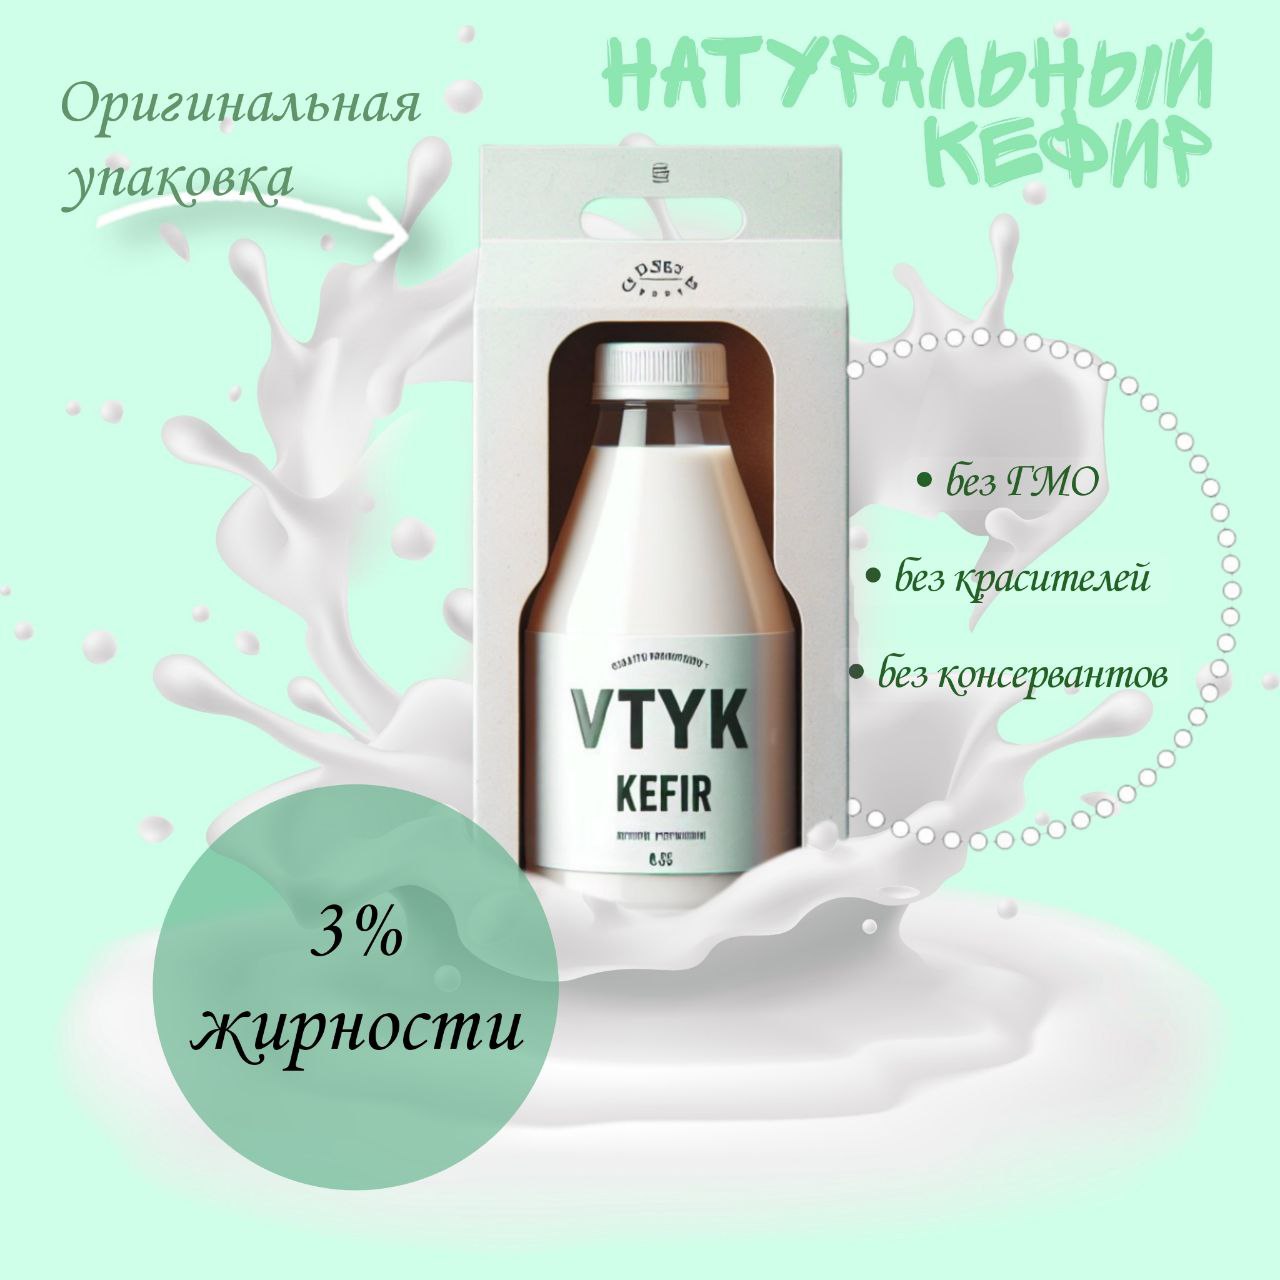 НАТУРАЛЬНЫЙ
КЕФИР
Оригинальная
упаковка
• без ГМО
• без красителей
• без консервантов
VTYK
KEFIR
3%
жирности